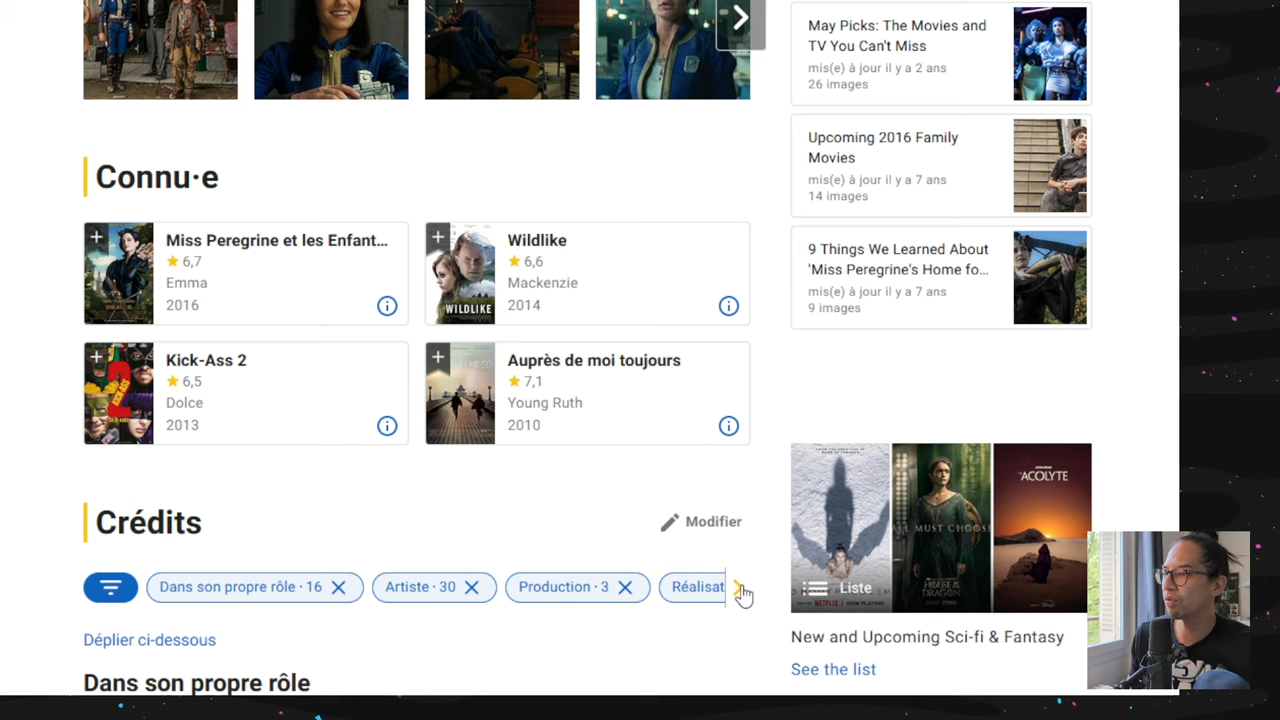 May Picks: The Movies and
TV You Can't Miss
mis(e) à jour il y a 2 ans
26 images
Upcoming 2016 Family
Movies
mis(e) à jour il y a 7 ans
14 images
9 Things We Learned About
'Miss Peregrine's Home fo…
mis(e) à jour il y a 7 ans
9 images
Connu·e
Miss Peregrine et les Enfant…
6,7
Emma
2016
Wildlike
6,6
Mackenzie
2014
WILDLIKE
Kick-Ass 2
6,5
Dolce
2013
Auprès de moi toujours
7,1
Young Ruth
2010
Crédits
Modifier
Dans son propre rôle · 16
Artiste · 30
Production · 3
Réalisat
Déplier ci-dessous
Dans son propre rôle
ALL MUST CHOOSE
HOUSE OF THE DRAGON
ACOLYTE
Liste
New and Upcoming Sci-fi & Fantasy
See the list